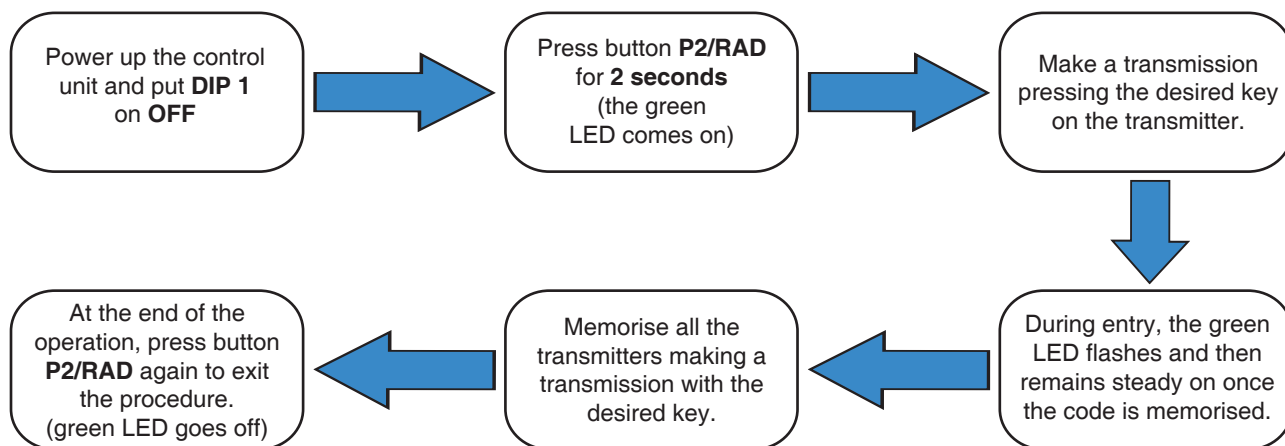 Power up the control
unit and put DIP 1
on OFF
Press button P2/RAD
for 2 seconds
(the green
LED comes on)
Make a transmission
pressing the desired key
on the transmitter.
During entry, the green
LED flashes and then
remains steady on once
the code is memorised.
Memorise all the
transmitters making a
transmission with the
desired key.
At the end of the
operation, press button
P2/RAD again to exit
the procedure.
(green LED goes off)